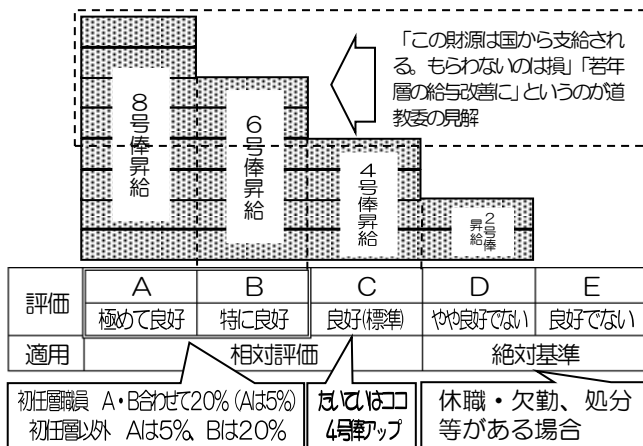 「この財源は国から支給され
る。もらわないのは損」「若年
層の給与改善に」というのが道
教委の見解
8号俸昇給
6号俸昇給
4号俸昇給
2号俸
昇給
評価
A
B
C
D
E
極めて良好
特に良好
良好(標準)
やや良好でない
良好でない
適用
相対評価
絶対基準
初任層職員 A・B合わせて20%(Aは5%)
初任層以外 Aは5%、Bは20%
たいていはココ
4号俸アップ
休職・欠勤、処分
等がある場合